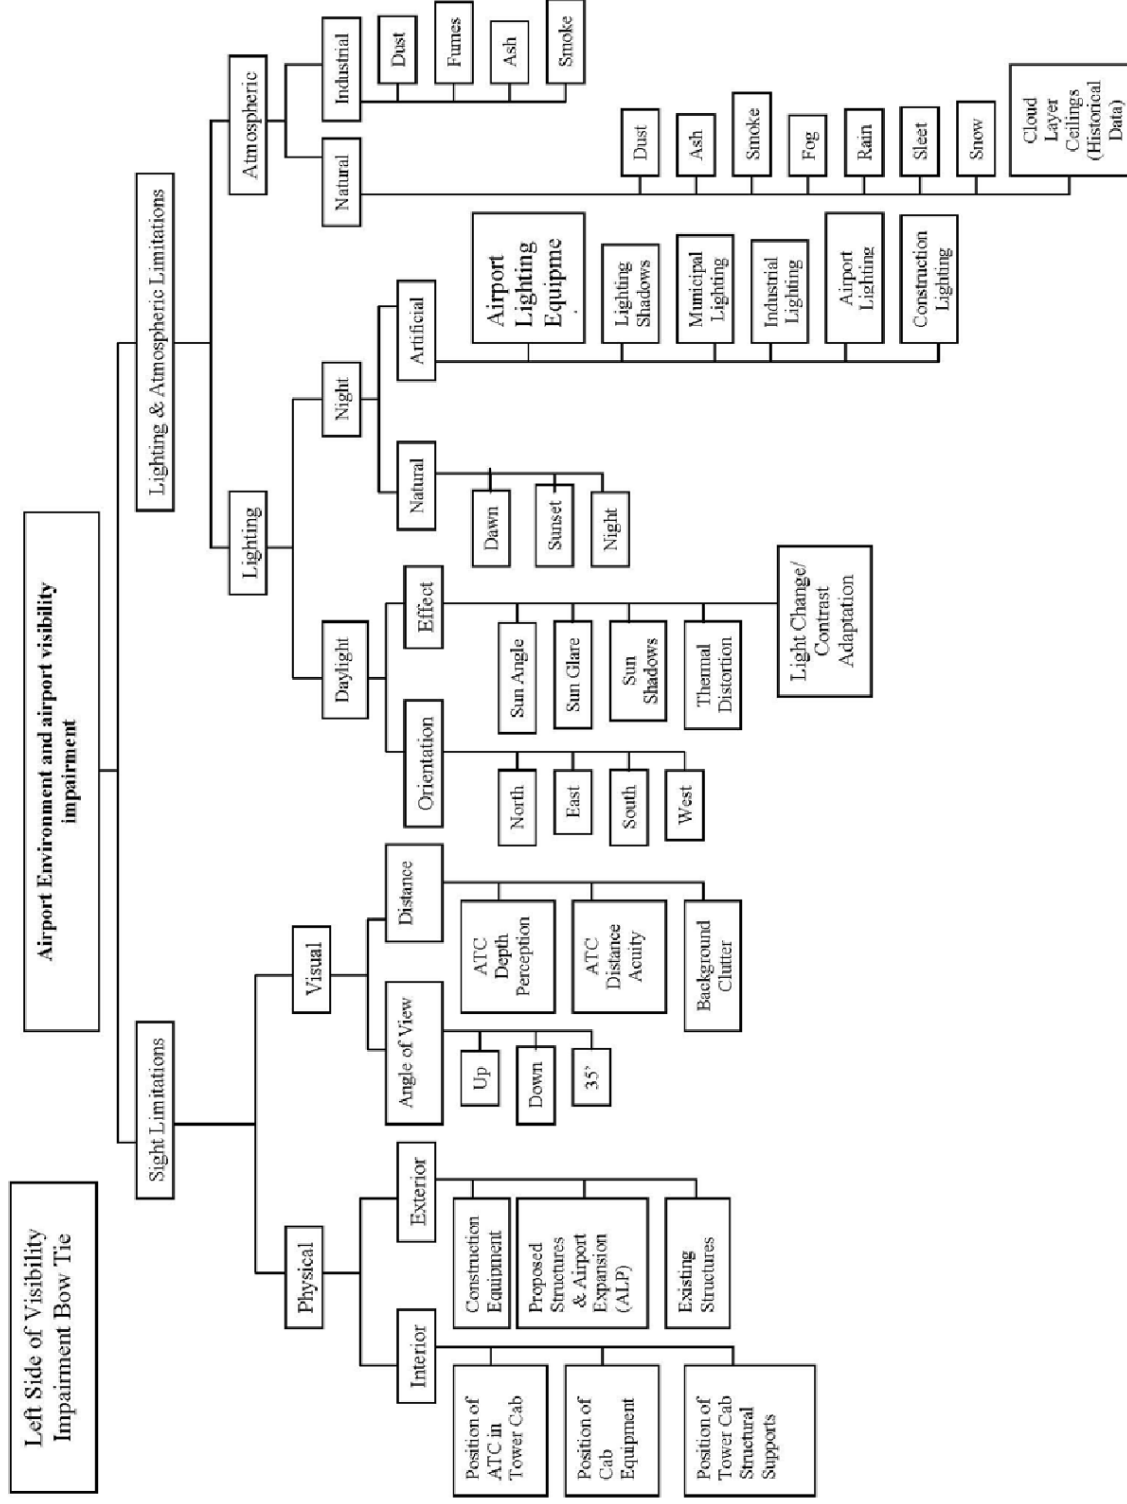 Left Side of Visibility
Impairment Bow Tie
Airport Environment and airport visibility
impairment
Sight Limitations
Lighting & Atmospheric Limitations
Physical
Visual
Lighting
Atmospheric
Interior
Exterior
Angle of View
Distance
Daylight
Night
Natural
Industrial
Orientation
Effect
Natural
Artificial
Position of
ATC in
Tower Cab
Position of
Cab
Equipment
Position of
Tower Cab
Structural
Supports
Construction
Equipment
Proposed
Structures
& Airport
Expansion
(ALP)
Existing
Structures
Up
Down
35'
ATC
Depth
Perception
ATC
Distance
Acuity
Background
Clutter
North
East
South
West
Sun Angle
Sun Glare
Sun
Shadows
Thermal
Distortion
Light Change/
Contrast
Adaptation
Dawn
Sunset
Night
Airport
Lighting
Equipme
Lighting
Shadows
Municipal
Lighting
Industrial
Lighting
Airport
Lighting
Construction
Lighting
Dust
Ash
Smoke
Fog
Rain
Sleet
Snow
Cloud
Layer
Ceilings
(Historical
Data)
Dust
Fumes
Ash
Smoke